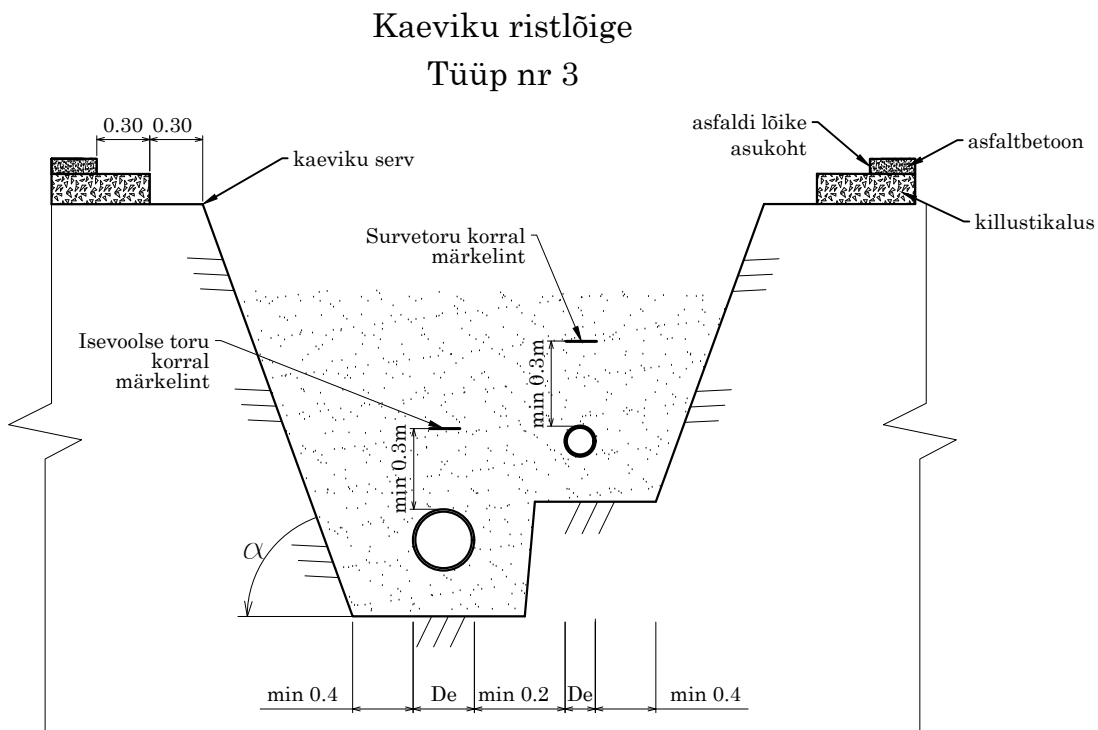 Kaeviku ristlõige
Tüüp nr 3
0.30 0.30
kaeviku serv
asfaldi lõike
asukoht
asfaltbetoon
killustikalus
Survetoru korral
märkelint
Isevoolse toru
korral
märkelint
min 0.3m
min 0.3m
α
min 0.4 De min 0.2 De min 0.4